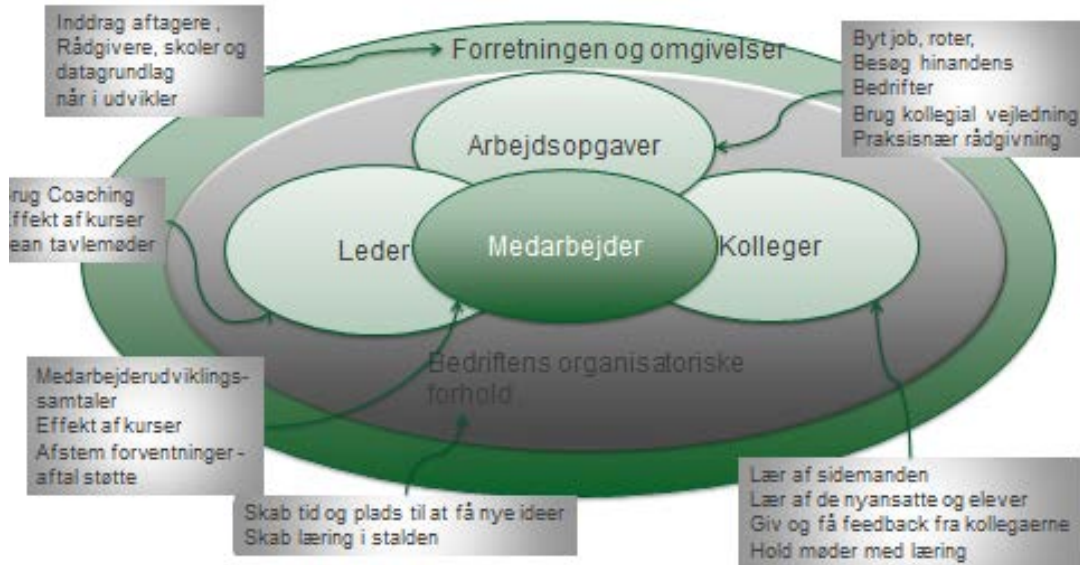 Inddrag aftagere ,
Rådgivere, skoler og
datagrundlag
når i udvikler
Forretningen og omgivelser
Byt job, roter,
Besøg hinandens
Bedrifter
Brug kollegial vejledning
Praksisnær rådgivning
Arbejdsopgaver
rug Coaching
ffekt af kurser
ean tavlemøder
Leder
Medarbejder
Kolleger
Bedriftens organisatoriske
forhold
Medarbejderudviklings-
samtaler
Effekt af kurser
Afstem forventninger -
aftal støtte
Skab tid og plads til at få nye ideer
Skab læring i stalden
Lær af sidemanden
Lær af de nyansatte og elever
Giv og få feedback fra kollegaerne
Hold møder med læring